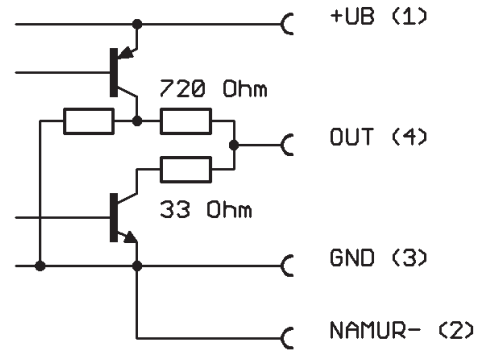 +UB (1)
720 Ohm
OUT (4)
33 Ohm
GND (3)
NAMUR- (2)